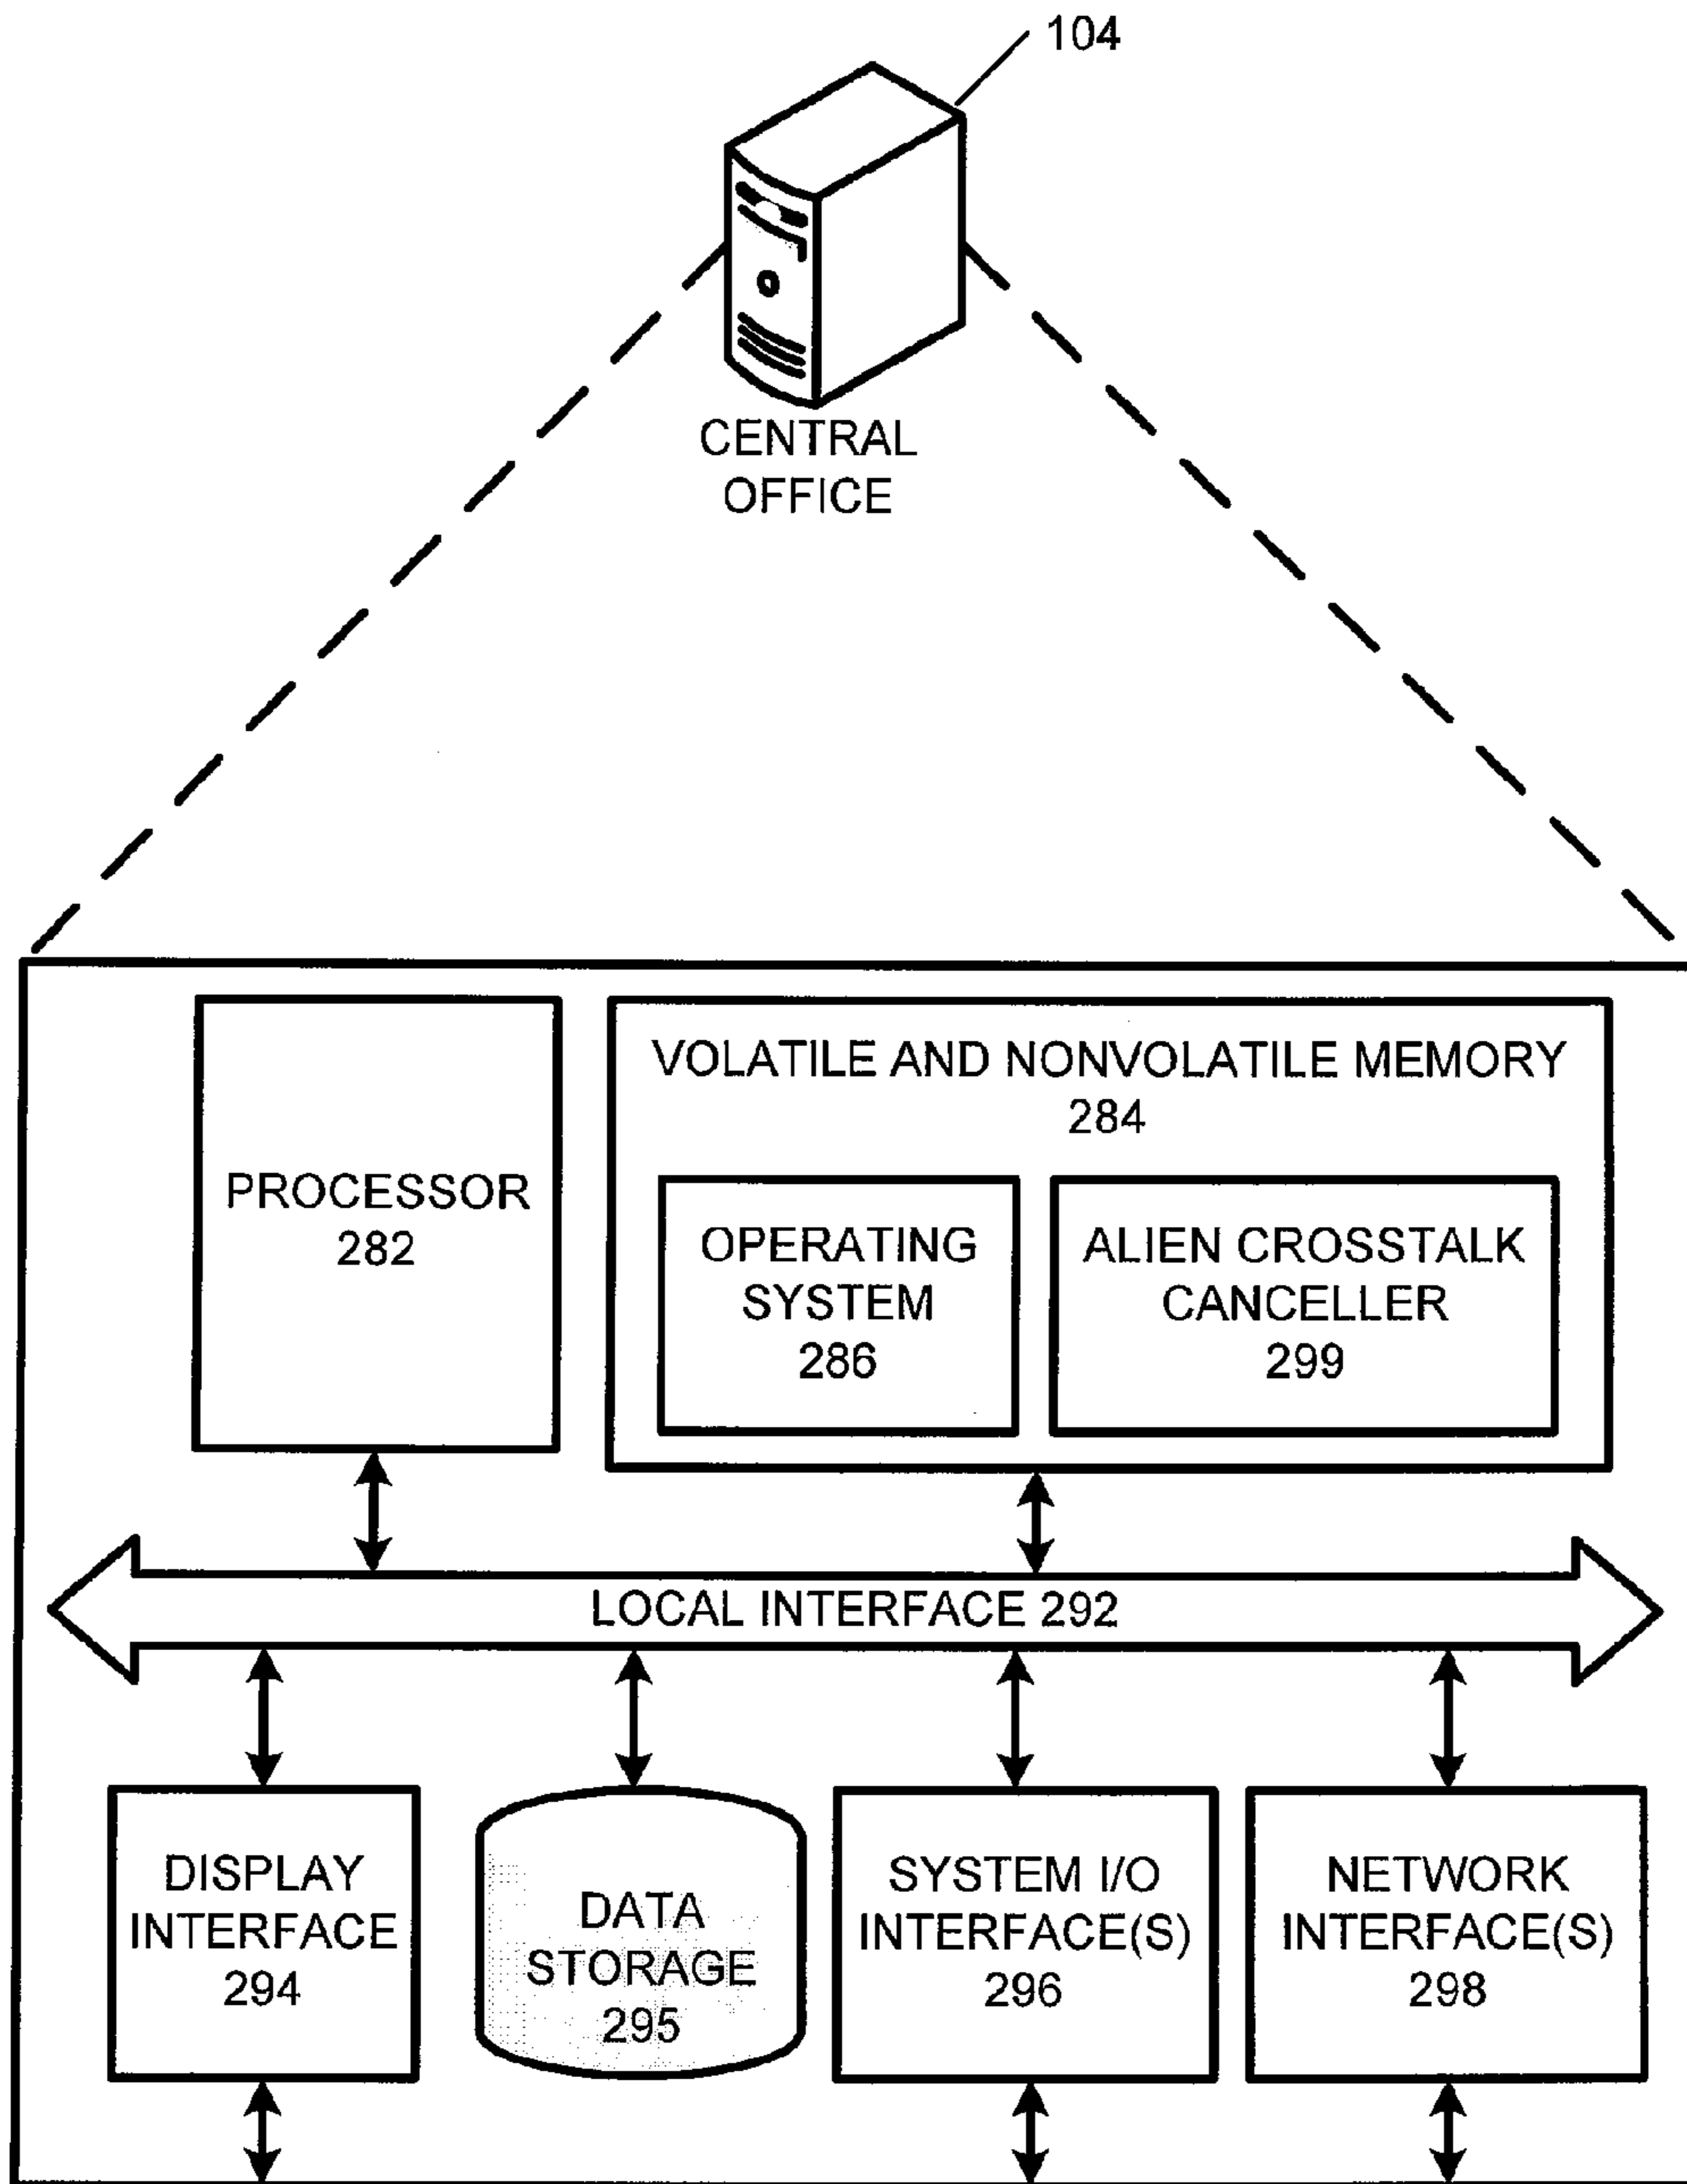 104
CENTRAL
OFFICE
VOLATILE AND NONVOLATILE MEMORY
284
PROCESSOR
282
OPERATING
SYSTEM
286
ALIEN CROSSTALK
CANCELLER
299
LOCAL INTERFACE 292
DISPLAY
INTERFACE
294
DATA
STORAGE
295
SYSTEM I/O
INTERFACE(S)
296
NETWORK
INTERFACE(S)
298